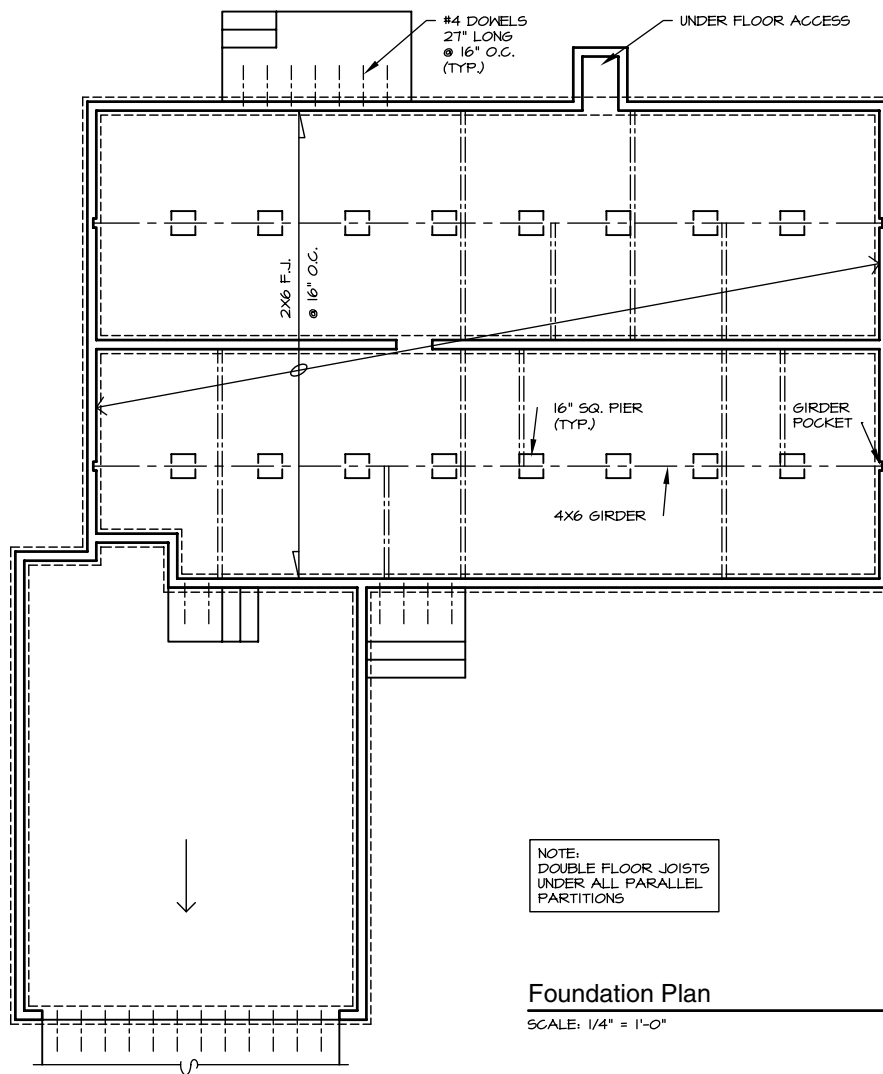 #4 DOWELS
27" LONG
@ 16" O.C.
(TYP.)
UNDER FLOOR ACCESS
2X6 F.J.
@ 16" O.C.
16" SQ. PIER
(TYP.)
GIRDER
POCKET
4X6 GIRDER
NOTE:
DOUBLE FLOOR JOISTS
UNDER ALL PARALLEL
PARTITIONS
Foundation Plan
SCALE: 1/4" = 1'-0"